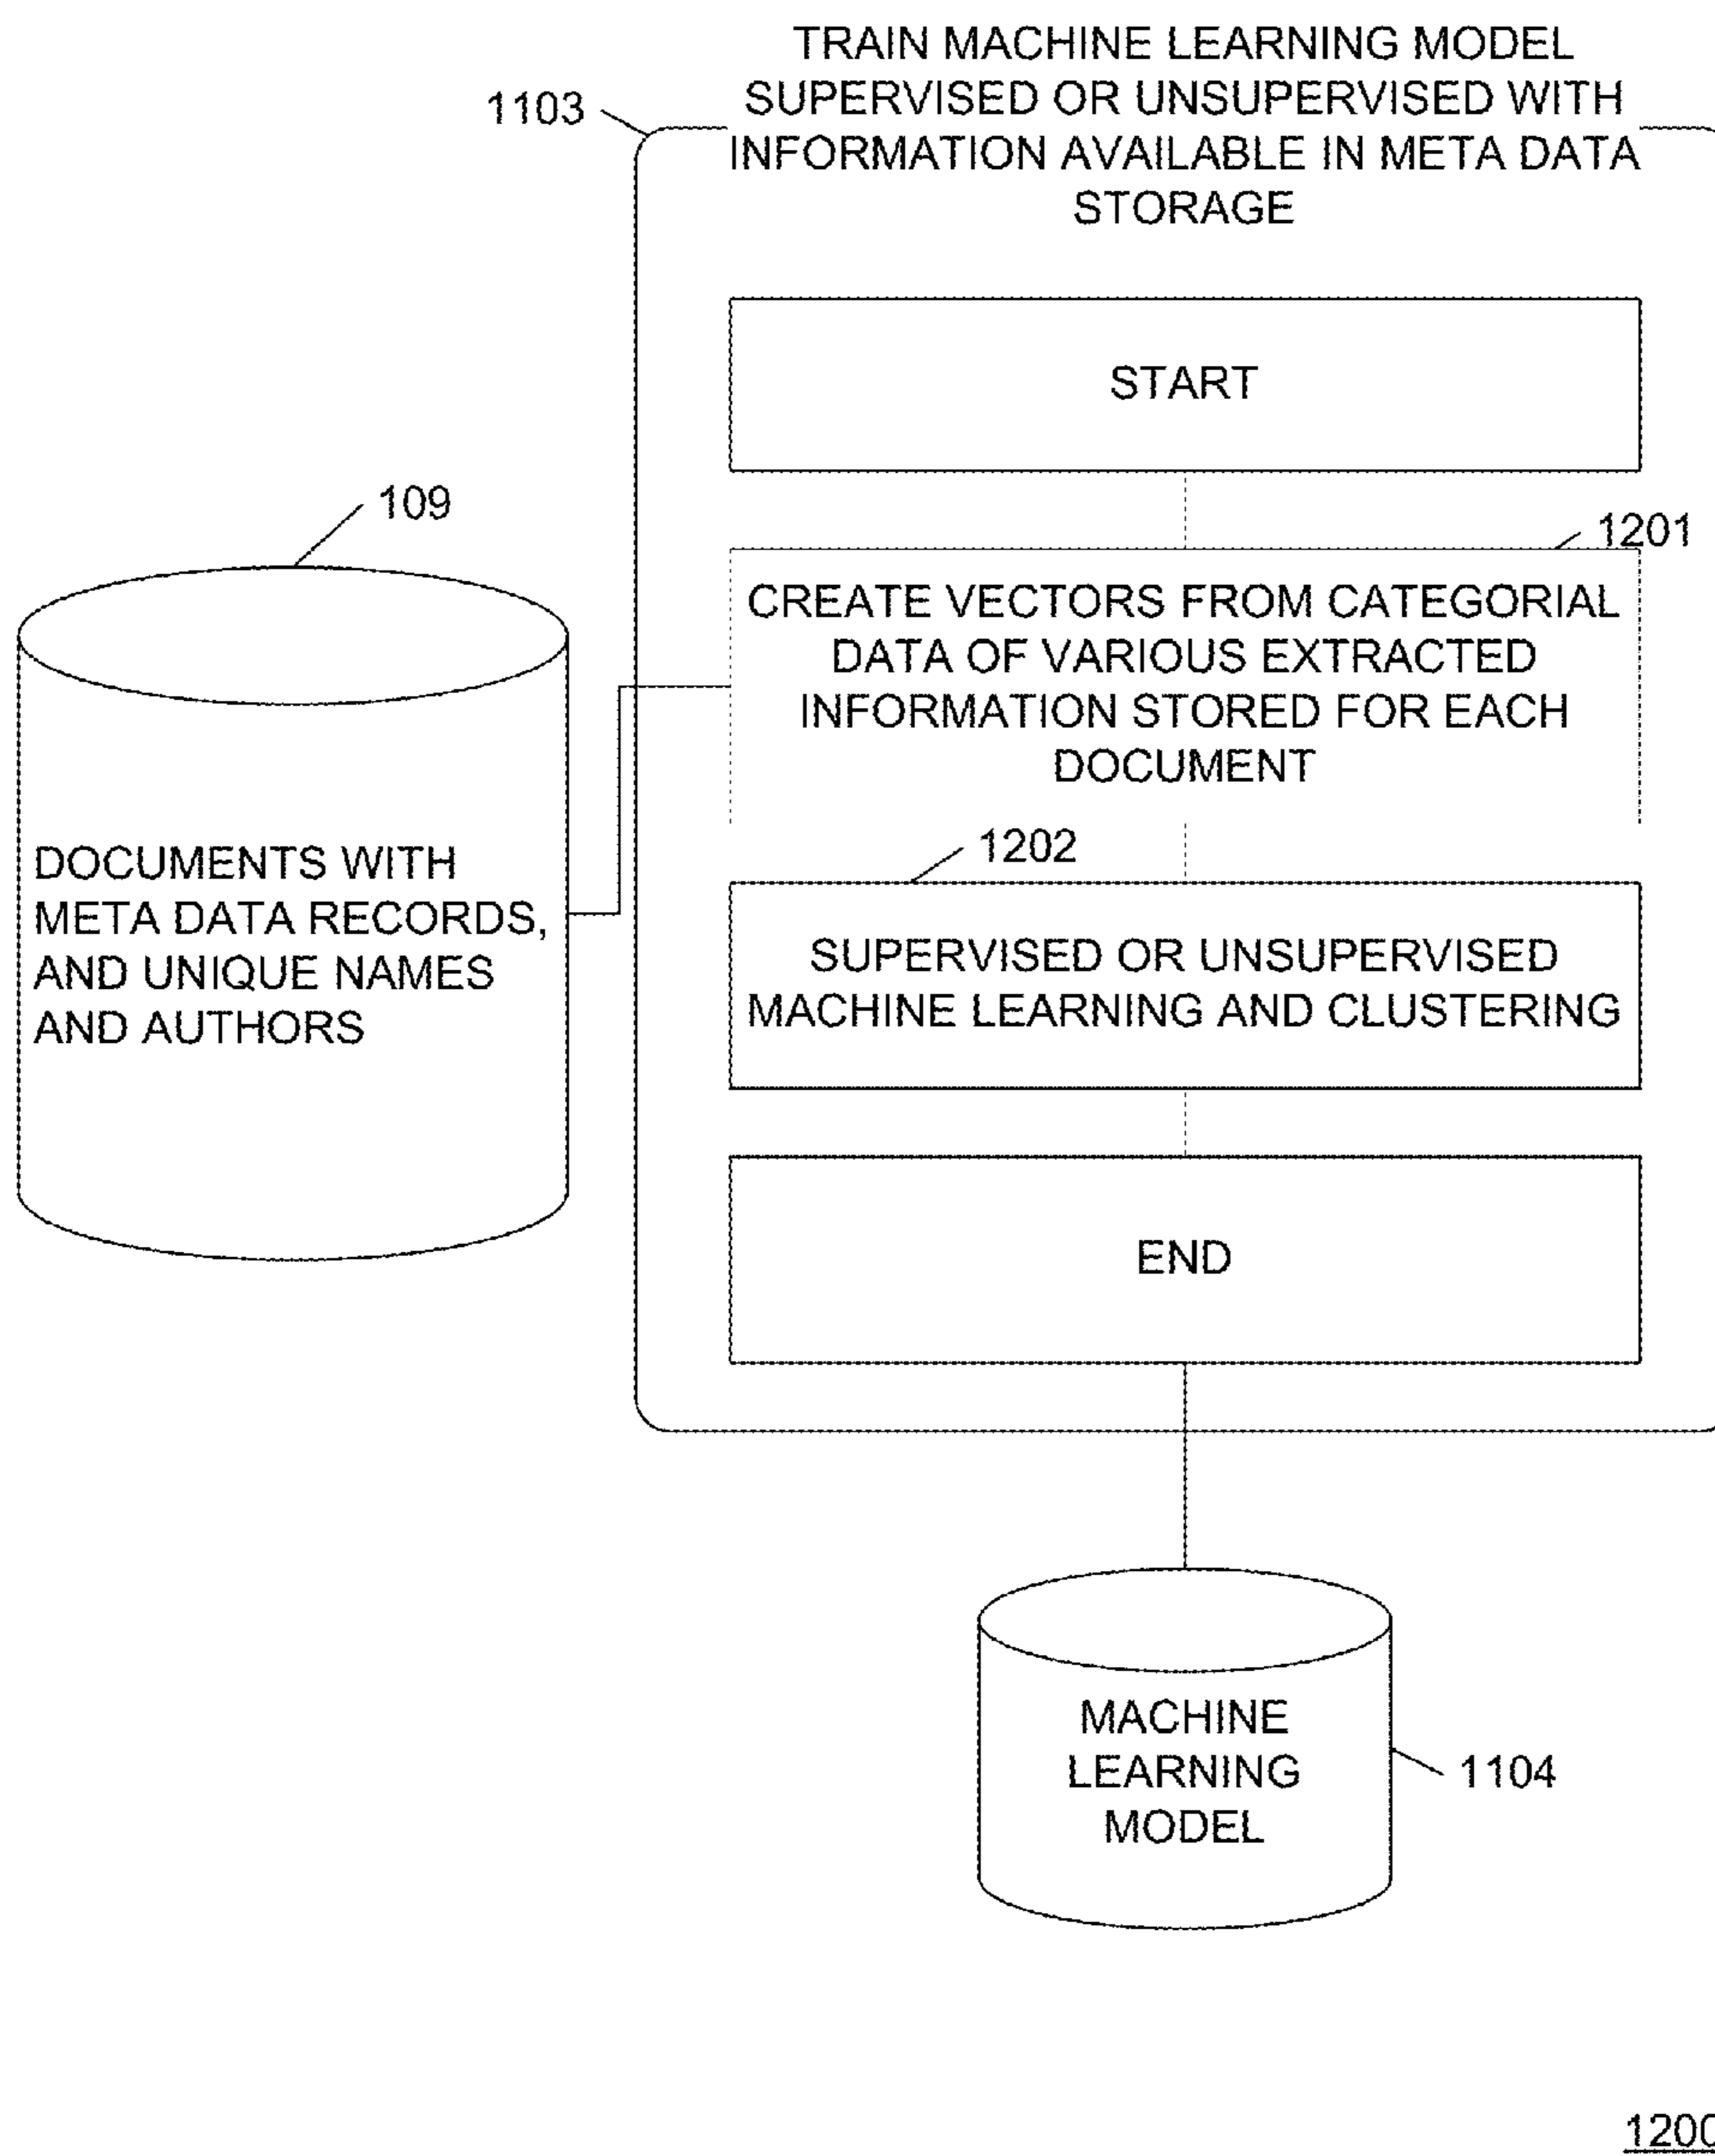 TRAIN MACHINE LEARNING MODEL
SUPERVISED OR UNSUPERVISED WITH
INFORMATION AVAILABLE IN META DATA
STORAGE
1103
START
109
1201
CREATE VECTORS FROM CATEGORIAL
DATA OF VARIOUS EXTRACTED
INFORMATION STORED FOR EACH
DOCUMENT
DOCUMENTS WITH
META DATA RECORDS,
AND UNIQUE NAMES
AND AUTHORS
1202
SUPERVISED OR UNSUPERVISED
MACHINE LEARNING AND CLUSTERING
END
MACHINE
LEARNING
MODEL
1104
1200